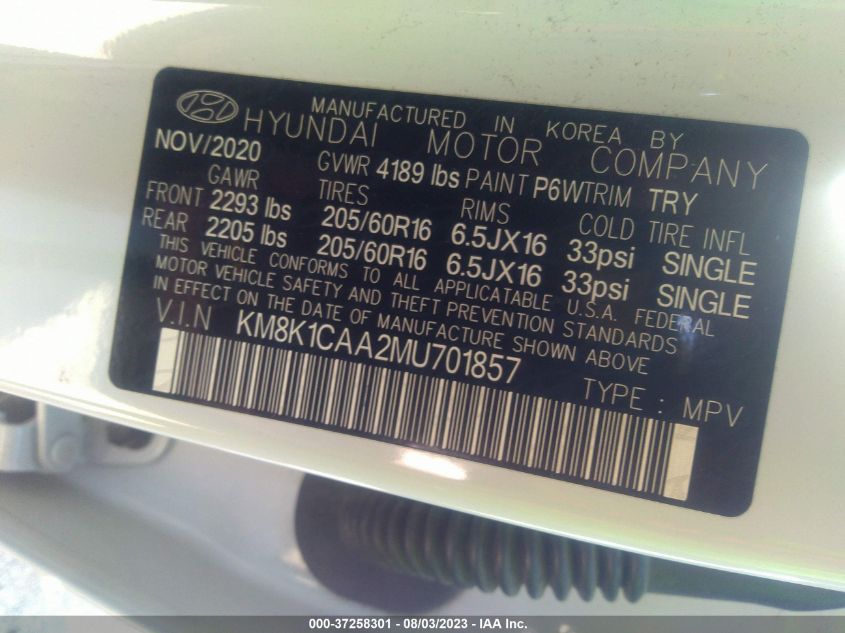 MANUFACTURED IN KOREA BY
HYUNDAI MOTOR COMPANY
NOV/2020 GVWR 4189 lbs PAINT P6W TRIM TRY
GAWR TIRES RIMS COLD TIRE INFL
FRONT 2293 lbs 205/60R16 6.5JX16 33psi SINGLE
REAR 2205 lbs 205/60R16 6.5JX16 33psi SINGLE
THIS VEHICLE CONFORMS TO ALL APPLICATABLE U.S.A. FEDERAL
MOTOR VEHICLE SAFETY AND THEFT PREVENTION STANDARDS
IN EFFECT ON THE DATE OF MANUFACTURE SHOWN ABOVE
V.I.N KM8K1CAA2MU701857
TYPE : MPV
000-37258301 - 08/03/2023 - IAA Inc.